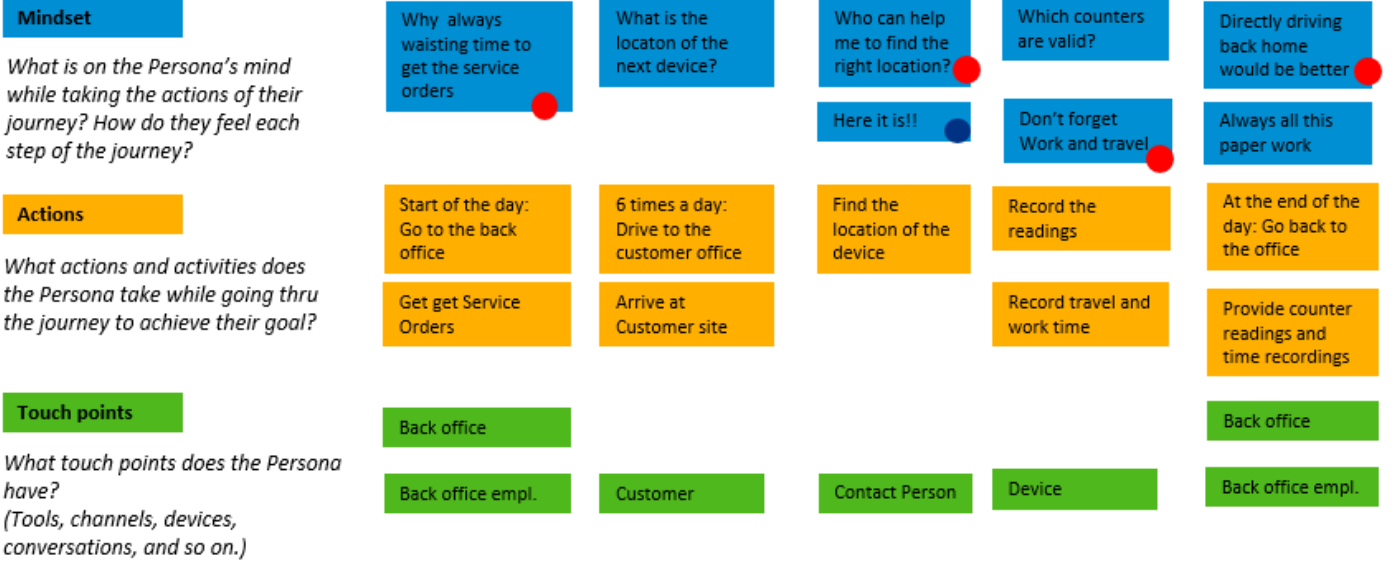 Mindset
What is on the Persona's mind
while taking the actions of their
journey? How do they feel each
step of the journey?
Why always
waisting time to
get the service
orders
What is the
locaton of the
next device?
Who can help
me to find the
right location?
Here it is!!
Which counters
are valid?
Don't forget
Work and travel
Directly driving
back home
would be better
Always all this
paper work
Actions
What actions and activities does
the Persona take while going thru
the journey to achieve their goal?
Start of the day:
Go to the back
office
Get get Service
Orders
6 times a day:
Drive to the
customer office
Arrive at
Customer site
Find the
location of the
device
Record the
readings
Record travel and
work time
At the end of the
day: Go back to
the office
Provide counter
readings and
time recordings
Touch points
What touch points does the Persona
have?
(Tools, channels, devices,
conversations, and so on.)
Back office
Back office empl.
Customer
Contact Person
Device
Back office
Back office empl.